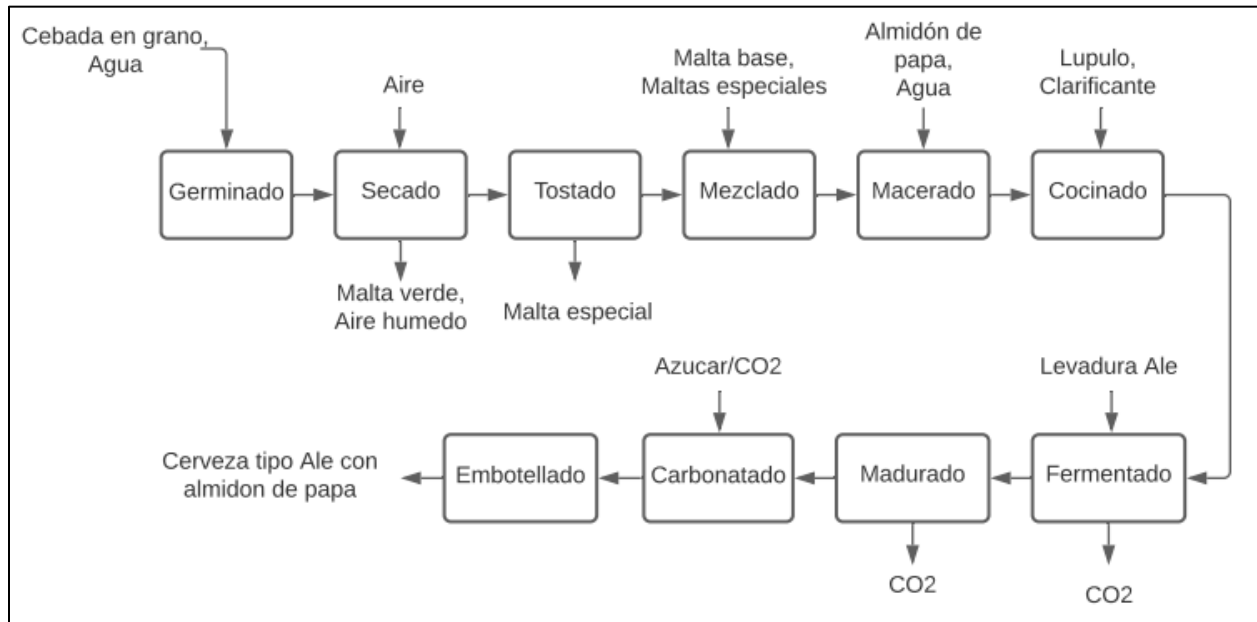 Cebada en grano,
Agua
Aire
Malta base,
Maltas especiales
Almidón de
papa,
Agua
Lupulo,
Clarificante
Germinado
Secado
Tostado
Mezclado
Macerado
Cocinado
Malta verde,
Aire humedo
Malta especial
Azucar/CO2
Levadura Ale
Cerveza tipo Ale con
almidon de papa
Embotellado
Carbonatado
Madurado
Fermentado
CO2
CO2